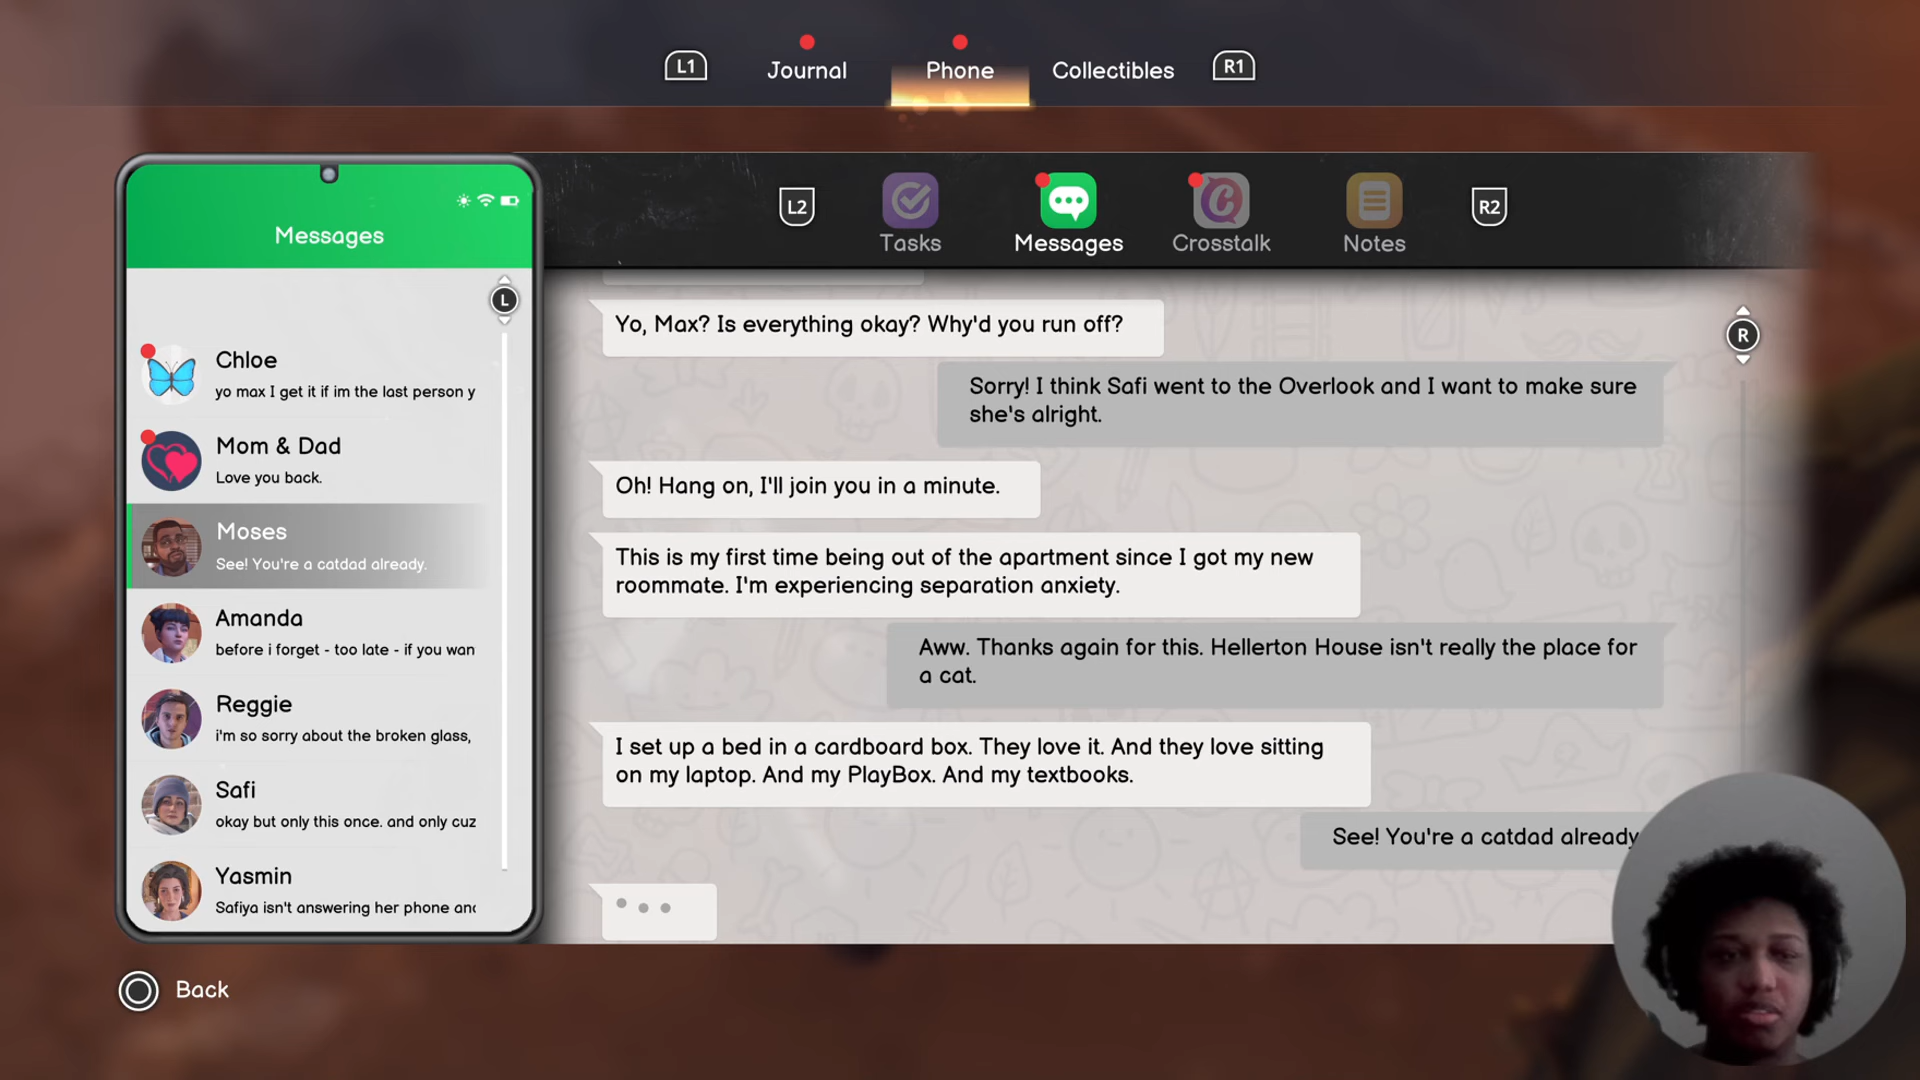 L1 Journal Phone Collectibles R1
Messages
L
Chloe
yo max I get it if im the last person y
Mom & Dad
Love you back.
Moses
See! You're a catdad already.
Amanda
before i forget - too late - if you wan
Reggie
i'm so sorry about the broken glass,
Safi
okay but only this once. and only cuz
Yasmin
Safiya isn't answering her phone and
L2 Tasks Messages Crosstalk Notes R2
Yo, Max? Is everything okay? Why'd you run off?
R
Sorry! I think Safi went to the Overlook and I want to make sure
she's alright.
Oh! Hang on, I'll join you in a minute.
This is my first time being out of the apartment since I got my new
roommate. I'm experiencing separation anxiety.
Aww. Thanks again for this. Hellerton House isn't really the place for
a cat.
I set up a bed in a cardboard box. They love it. And they love sitting
on my laptop. And my PlayBox. And my textbooks.
See! You're a catdad already
Back